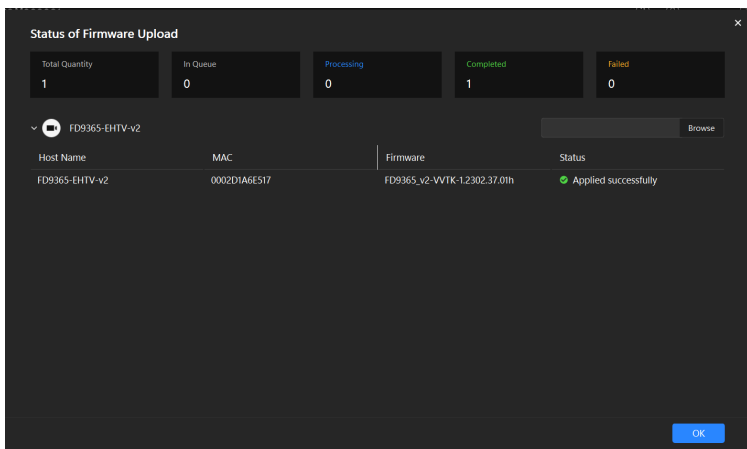 Status of Firmware Upload
Total Quantity
1
In Queue
0
Processing
0
Completed
1
Failed
0
FD9365-EHTV-v2
Browse
Host Name MAC Firmware Status
FD9365-EHTV-v2 0002D1A6E517 FD9365_v2-VVTK-1.2302.37.01h Applied successfully
OK